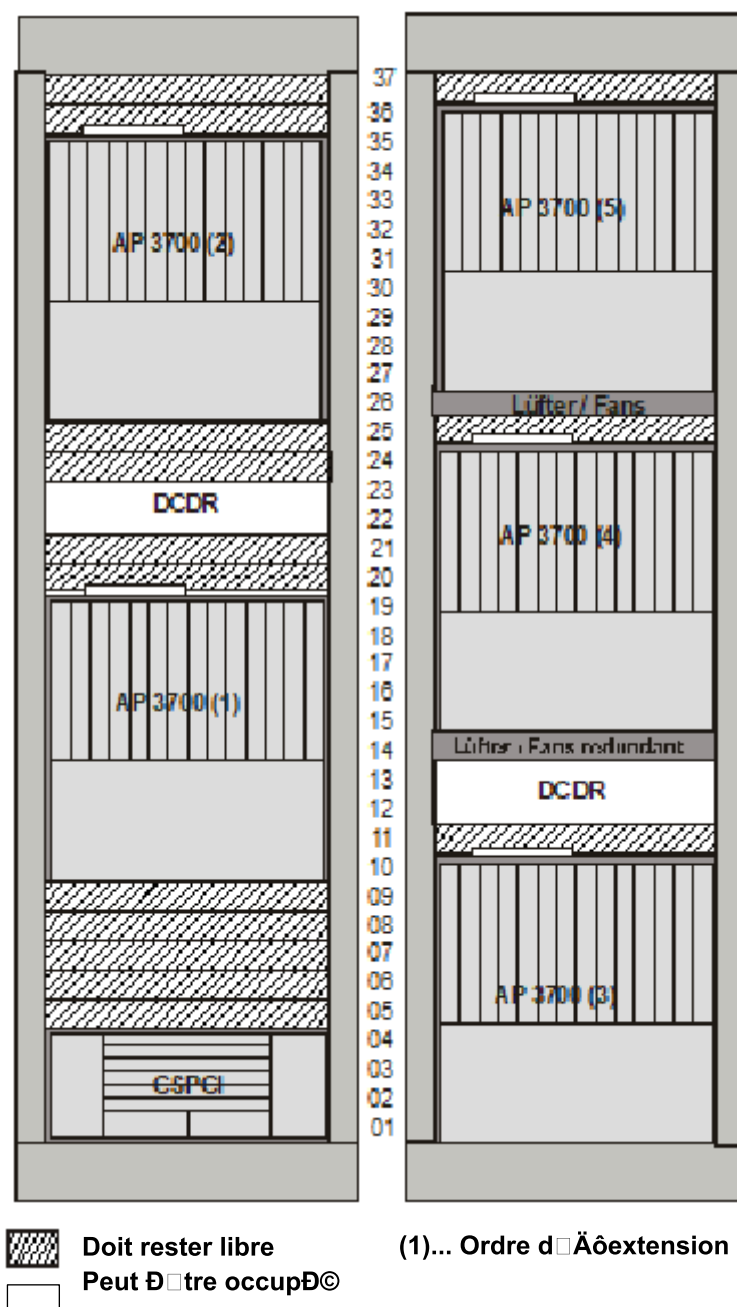 37
36
35
34
33
32
31
30
29
28
27
26
25
24
23
22
21
20
19
18
17
16
15
14
13
12
11
10
09
08
07
06
05
04
03
02
01
AP 3700 (2)
DCDR
AP 3700 (1)
CSPCI
AP 3700 (5)
Lüfter / Fans
AP 3700 (4)
Lüfter / Fans redundant
DCDR
AP 3700 (3)
Doit rester libre
Peut Ð□tre occupÐ©
(1)... Ordre d□Äôextension